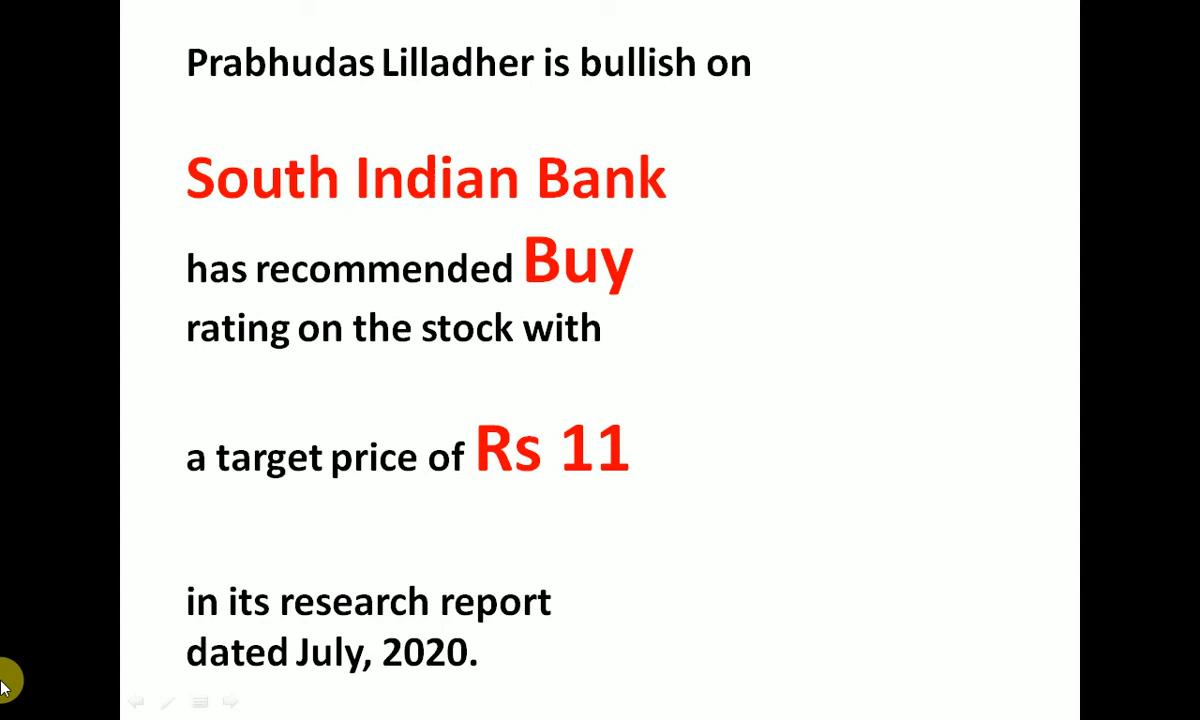 Prabhudas Lilladher is bullish on
South Indian Bank
has recommended Buy
rating on the stock with
a target price of Rs 11
in its research report
dated July, 2020.